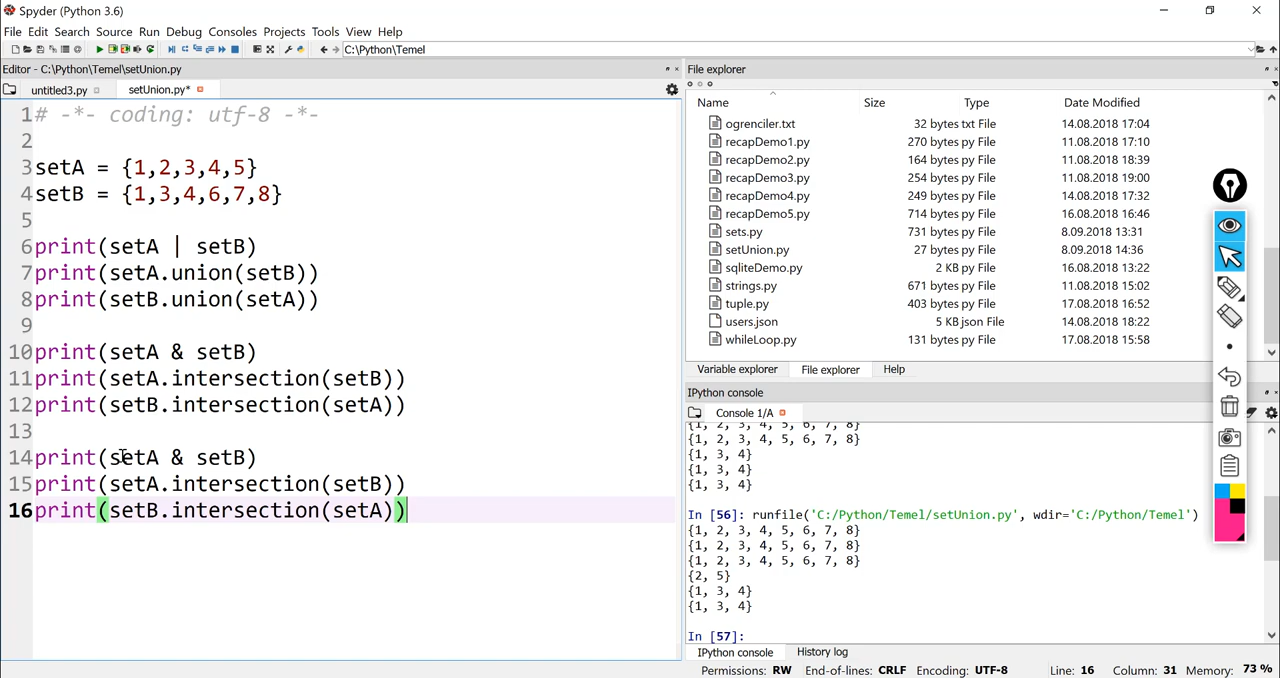 Spyder (Python 3.6)
File Edit Search Source Run Debug Consoles Projects Tools View Help
C:\Python\Temel
Editor - C:\Python\Temel\setUnion.py
untitled3.py
setUnion.py*
1 # -*- coding: utf-8 -*-
2
3 setA = {1,2,3,4,5}
4 setB = {1,3,4,6,7,8}
5
6 print(setA | setB)
7 print(setA.union(setB))
8 print(setB.union(setA))
9
10 print(setA & setB)
11 print(setA.intersection(setB))
12 print(setB.intersection(setA))
13
14 print(setA & setB)
15 print(setA.intersection(setB))
16 print(setB.intersection(setA))
File explorer
Name Size Type Date Modified
ogrenciler.txt 32 bytes txt File 14.08.2018 17:04
recapDemo1.py 270 bytes py File 11.08.2018 17:10
recapDemo2.py 164 bytes py File 11.08.2018 18:39
recapDemo3.py 254 bytes py File 11.08.2018 19:00
recapDemo4.py 249 bytes py File 14.08.2018 17:32
recapDemo5.py 714 bytes py File 16.08.2018 16:46
sets.py 731 bytes py File 8.09.2018 13:31
setUnion.py 27 bytes py File 8.09.2018 14:36
sqliteDemo.py 2 KB py File 16.08.2018 13:22
strings.py 671 bytes py File 11.08.2018 15:02
tuple.py 403 bytes py File 17.08.2018 16:52
users.json 5 KB json File 14.08.2018 18:22
whileLoop.py 131 bytes py File 17.08.2018 15:58
Variable explorer File explorer Help
IPython console
Console 1/A
{1, 2, 3, 4, 5, 6, 7, 8}
{1, 2, 3, 4, 5, 6, 7, 8}
{1, 3, 4}
{1, 3, 4}
{1, 3, 4}
In [56]: runfile('C:/Python/Temel/setUnion.py', wdir='C:/Python/Temel')
{1, 2, 3, 4, 5, 6, 7, 8}
{1, 2, 3, 4, 5, 6, 7, 8}
{1, 2, 3, 4, 5, 6, 7, 8}
{2, 5}
{1, 3, 4}
{1, 3, 4}
In [57]:
IPython console History log
Permissions: RW End-of-lines: CRLF Encoding: UTF-8 Line: 16 Column: 31 Memory: 73 %